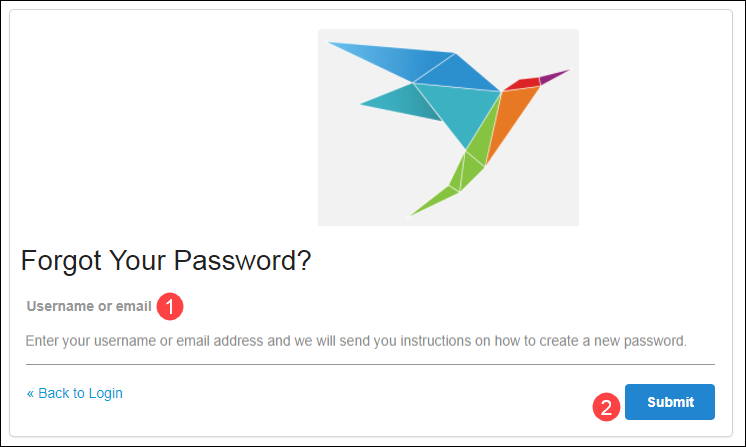 Forgot Your Password?
Username or email 1
Enter your username or email address and we will send you instructions on how to create a new password.
« Back to Login
2 Submit